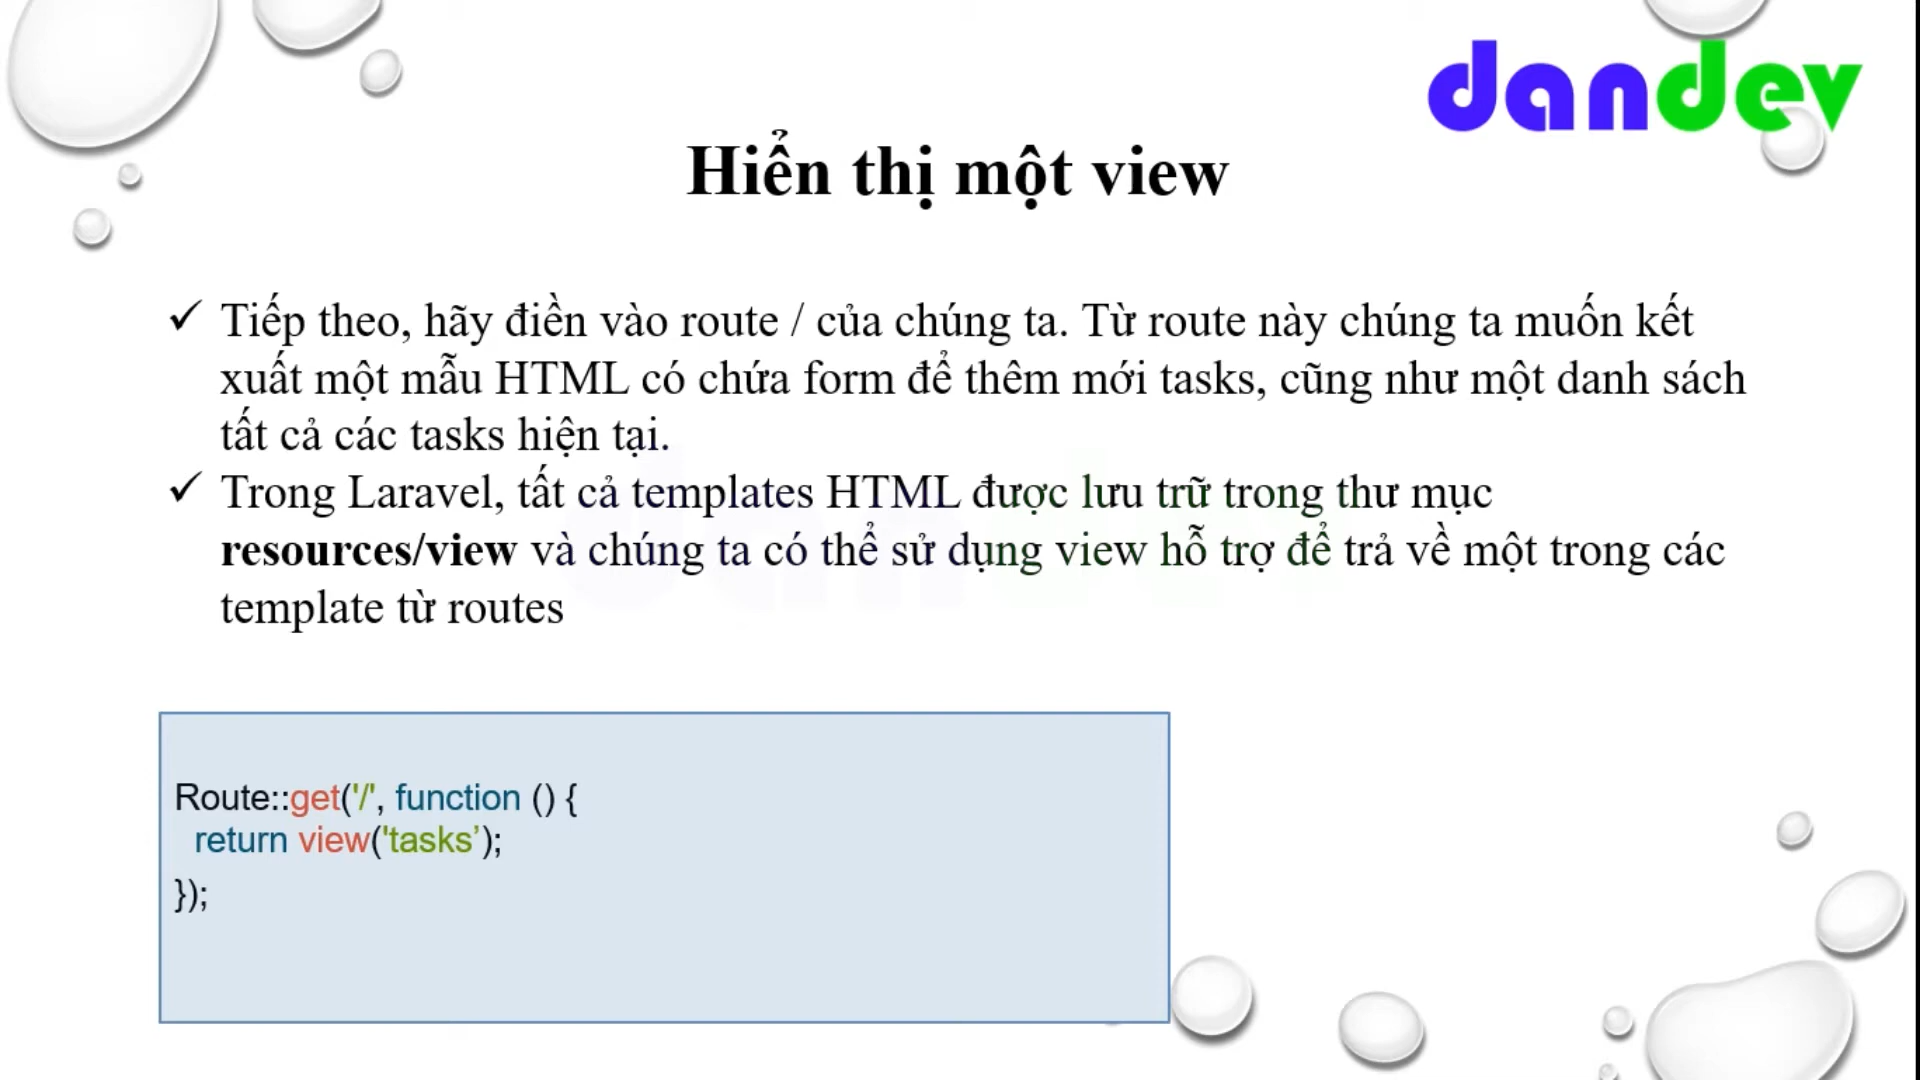 dandev
Hiển thị một view
✓ Tiếp theo, hãy điền vào route / của chúng ta. Từ route này chúng ta muốn kết
xuất một mẫu HTML có chứa form để thêm mới tasks, cũng như một danh sách
tất cả các tasks hiện tại.
✓ Trong Laravel, tất cả templates HTML được lưu trữ trong thư mục
resources/view và chúng ta có thể sử dụng view hỗ trợ để trả về một trong các
template từ routes
Route::get('/', function () {
return view('tasks’);
});